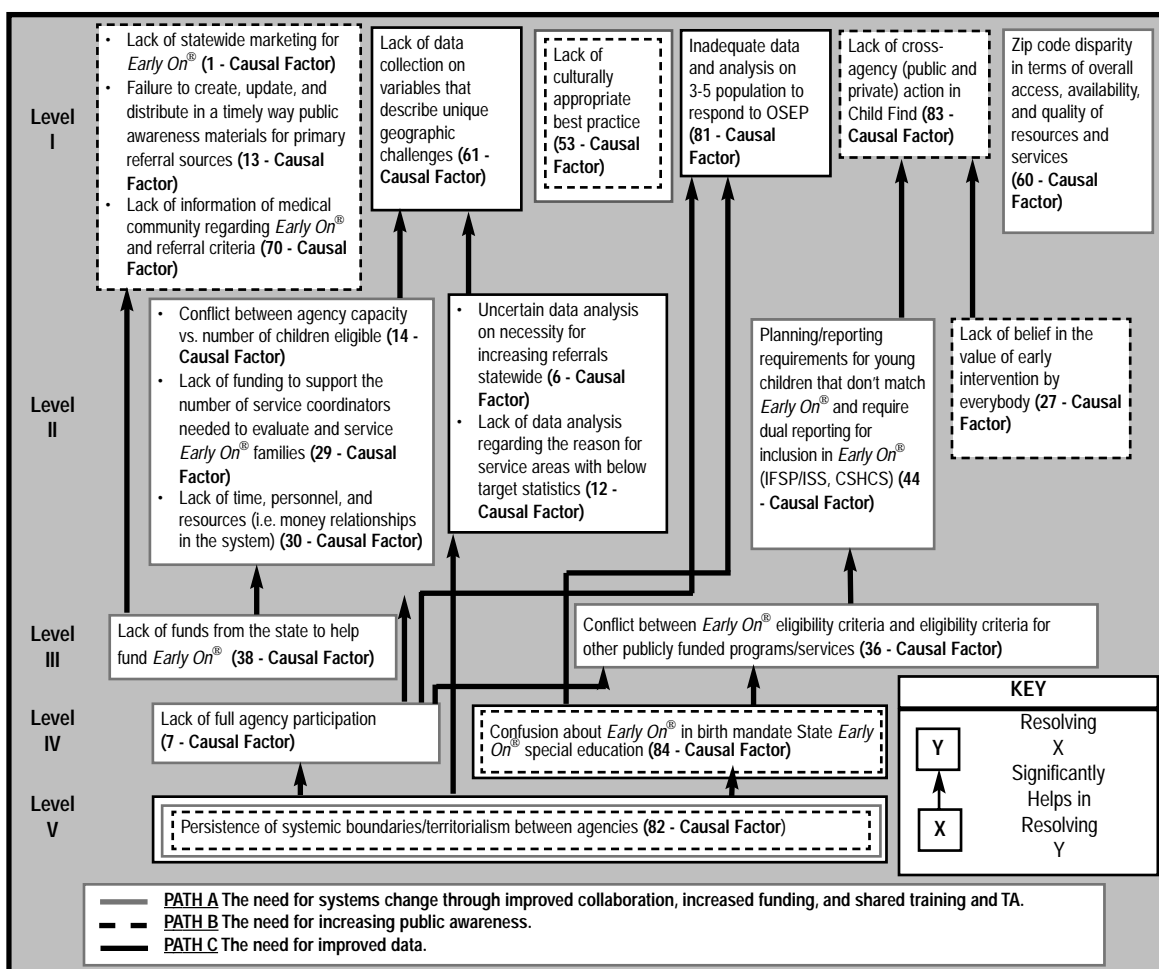 Level
I
• Lack of statewide marketing for
Early On® (1 - Causal Factor)
• Failure to create, update, and
distribute in a timely way public
awareness materials for primary
referral sources (13 - Causal
Factor)
• Lack of information of medical
community regarding Early On®
and referral criteria (70 - Causal
Factor)
Lack of data
collection on
variables that
describe unique
geographic
challenges (61 -
Causal Factor)
Lack of
culturally
appropriate
best practice
(53 - Causal
Factor)
Inadequate data
and analysis on
3-5 population to
respond to OSEP
(81 - Causal
Factor)
Lack of cross-
agency (public and
private) action in
Child Find (83 -
Causal Factor)
Zip code disparity
in terms of overall
access, availability,
and quality of
resources and
services
(60 - Causal
Factor)
Level
II
• Conflict between agency capacity
vs. number of children eligible (14 -
Causal Factor)
• Lack of funding to support the
number of service coordinators
needed to evaluate and service
Early On® families (29 - Causal
Factor)
• Lack of time, personnel, and
resources (i.e. money relationships
in the system) (30 - Causal Factor)
• Uncertain data analysis
on necessity for
increasing referrals
statewide (6 - Causal
Factor)
• Lack of data analysis
regarding the reason for
service areas with below
target statistics (12 -
Causal Factor)
Planning/reporting
requirements for young
children that don't match
Early On® and require
dual reporting for
inclusion in Early On®
(IFSP/ISS, CSHCS) (44
- Causal Factor)
Lack of belief in the
value of early
intervention by
everybody (27 - Causal
Factor)
Level
III
Lack of funds from the state to help
fund Early On® (38 - Causal Factor)
Conflict between Early On® eligibility criteria and eligibility criteria for
other publicly funded programs/services (36 - Causal Factor)
Level
IV
Lack of full agency participation
(7 - Causal Factor)
Confusion about Early On® in birth mandate State Early
On® special education (84 - Causal Factor)
Level
V
Persistence of systemic boundaries/territorialism between agencies (82 - Causal Factor)
KEY
Y
X
Resolving
X
Significantly
Helps in
Resolving
Y
PATH A The need for systems change through improved collaboration, increased funding, and shared training and TA.
PATH B The need for increasing public awareness.
PATH C The need for improved data.